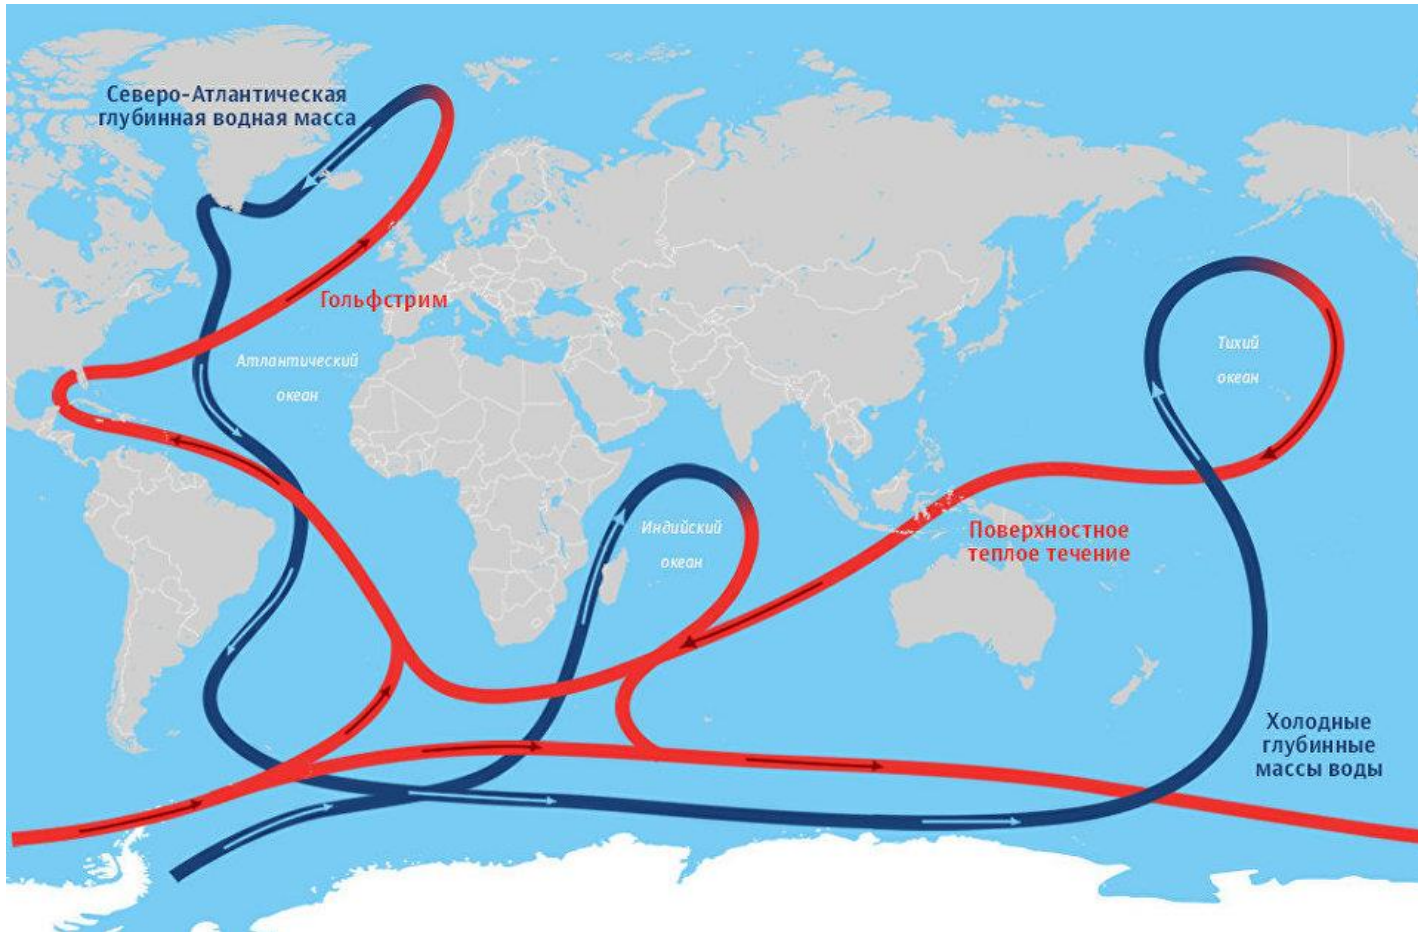 Северо-Атлантическая
глубинная водная масса
Гольфстрим
Атлантический
океан
Тихий
океан
Индийский
океан
Поверхностное
теплое течение
Холодные
глубинные
массы воды